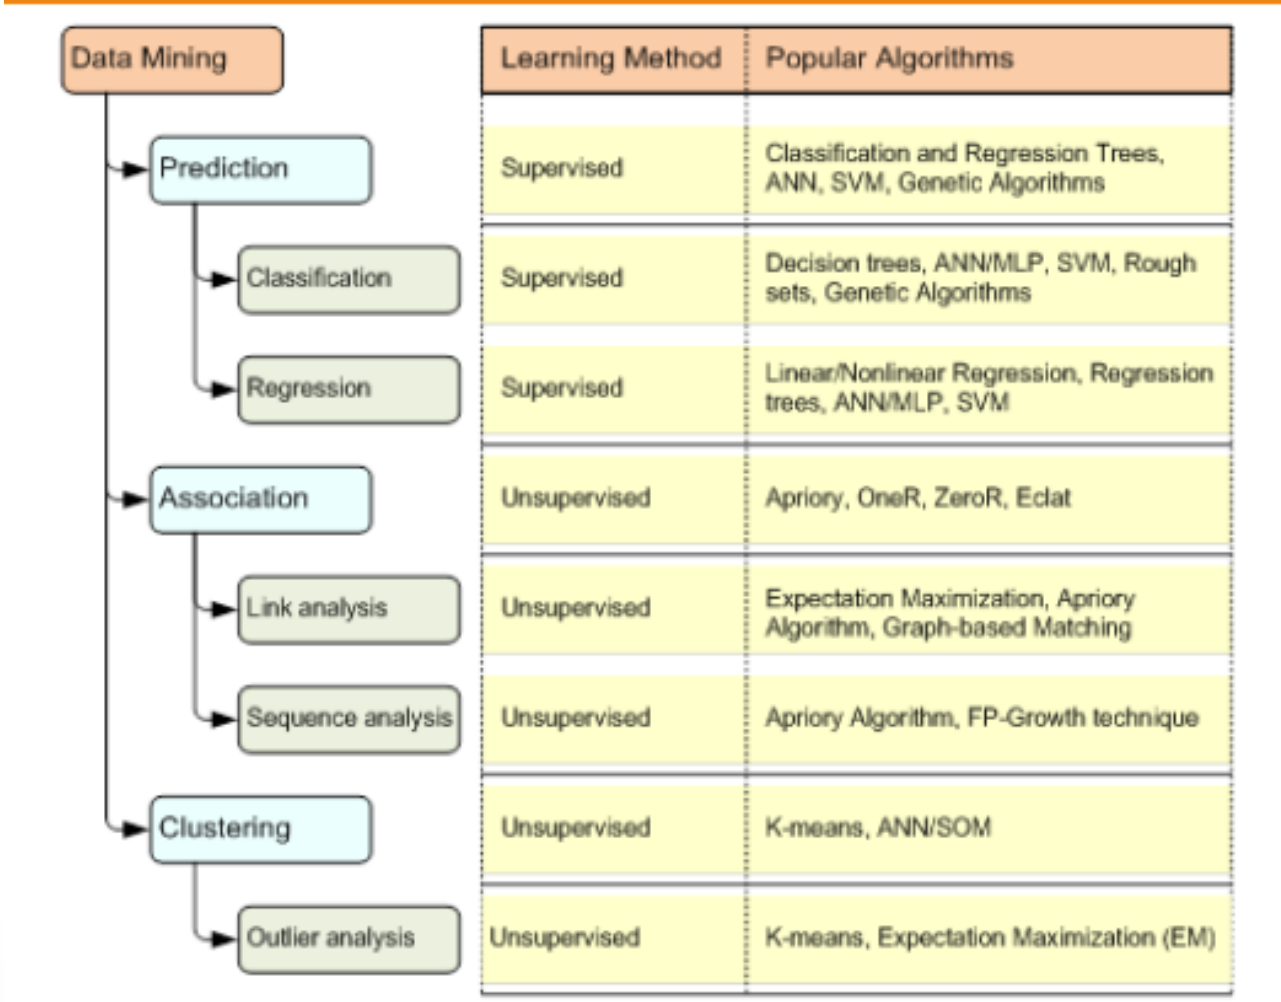 Data Mining
Learning Method
Popular Algorithms
Prediction
Supervised
Classification and Regression Trees,
ANN, SVM, Genetic Algorithms
Classification
Supervised
Decision trees, ANN/MLP, SVM, Rough
sets, Genetic Algorithms
Regression
Supervised
Linear/Nonlinear Regression, Regression
trees, ANN/MLP, SVM
Association
Unsupervised
Apriory, OneR, ZeroR, Eclat
Link analysis
Unsupervised
Expectation Maximization, Apriory
Algorithm, Graph-based Matching
Sequence analysis
Unsupervised
Apriory Algorithm, FP-Growth technique
Clustering
Unsupervised
K-means, ANN/SOM
Outlier analysis
Unsupervised
K-means, Expectation Maximization (EM)